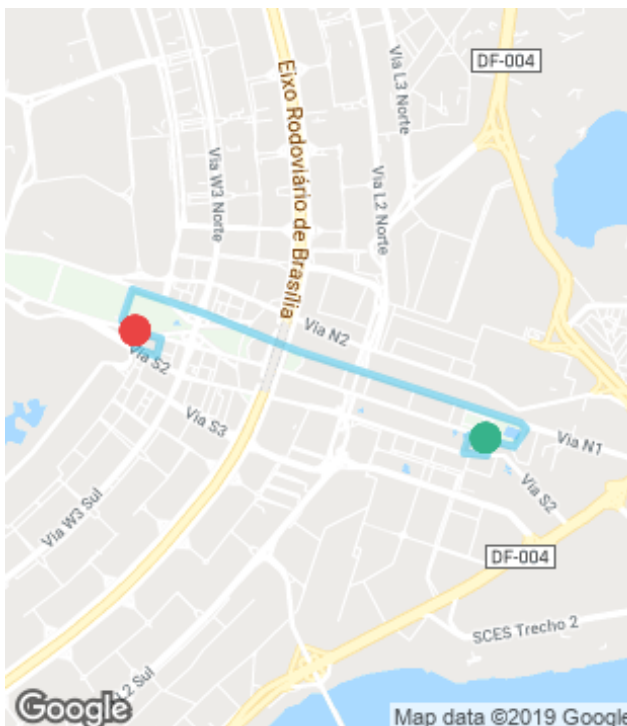 DF-004
Via L3 Norte
Eixo Rodoviário de Brasília
Via W3 Norte
Via L2 Norte
Via N2
Via S2
Via S3
Via N1
Via S2
Via W3 Sul
DF-004
SCES Trecho 2
L2 Sul
Google
Map data ©2019 Google